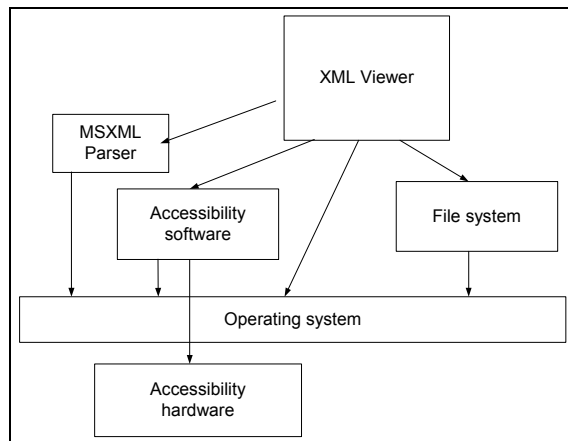 XML Viewer
MSXML
Parser
Accessibility
software
File system
Operating system
Accessibility
hardware